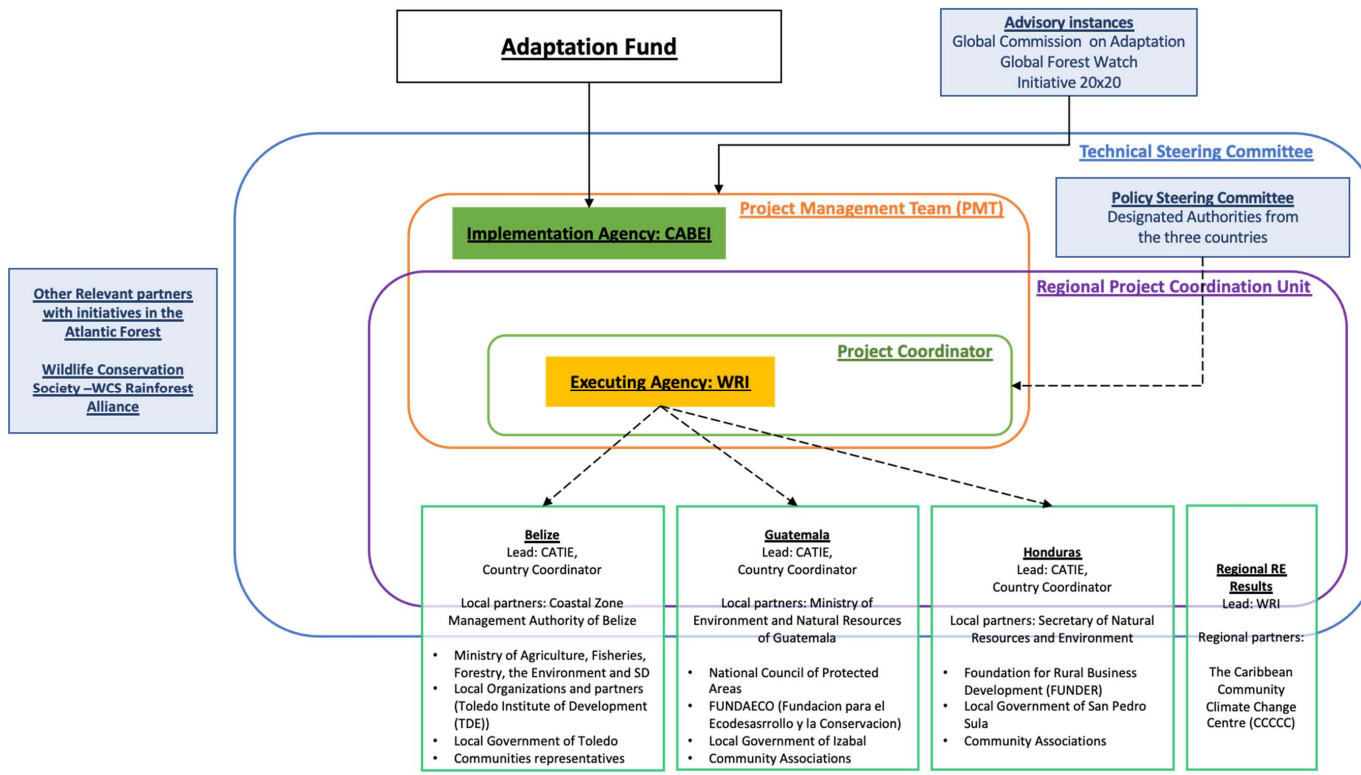 Adaptation Fund
Advisory instances
Global Commission on Adaptation
Global Forest Watch
Initiative 20x20
Technical Steering Committee
Policy Steering Committee
Designated Authorities from
the three countries
Project Management Team (PMT)
Implementation Agency: CABEI
Regional Project Coordination Unit
Other Relevant partners
with initiatives in the
Atlantic Forest
Wildlife Conservation
Society –WCS Rainforest
Alliance
Project Coordinator
Executing Agency: WRI
Belize
Lead: CATIE,
Country Coordinator
Local partners: Coastal Zone
Management Authority of Belize
• Ministry of Agriculture, Fisheries,
Forestry, the Environment and SD
• Local Organizations and partners
(Toledo Institute of Development
(TDE))
• Local Government of Toledo
• Communities representatives
Guatemala
Lead: CATIE,
Country Coordinator
Local partners: Ministry of
Environment and Natural Resources
of Guatemala
• National Council of Protected
Areas
• FUNDAECO (Fundacion para el
Ecodesasrrollo y la Conservacion)
• Local Government of Izabal
• Community Associations
Honduras
Lead: CATIE,
Country Coordinator
Local partners: Secretary of Natural
Resources and Environment
• Foundation for Rural Business
Development (FUNDER)
• Local Government of San Pedro
Sula
• Community Associations
Regional RE
Results
Lead: WRI
Regional partners:
The Caribbean
Community
Climate Change
Centre (CCCCC)